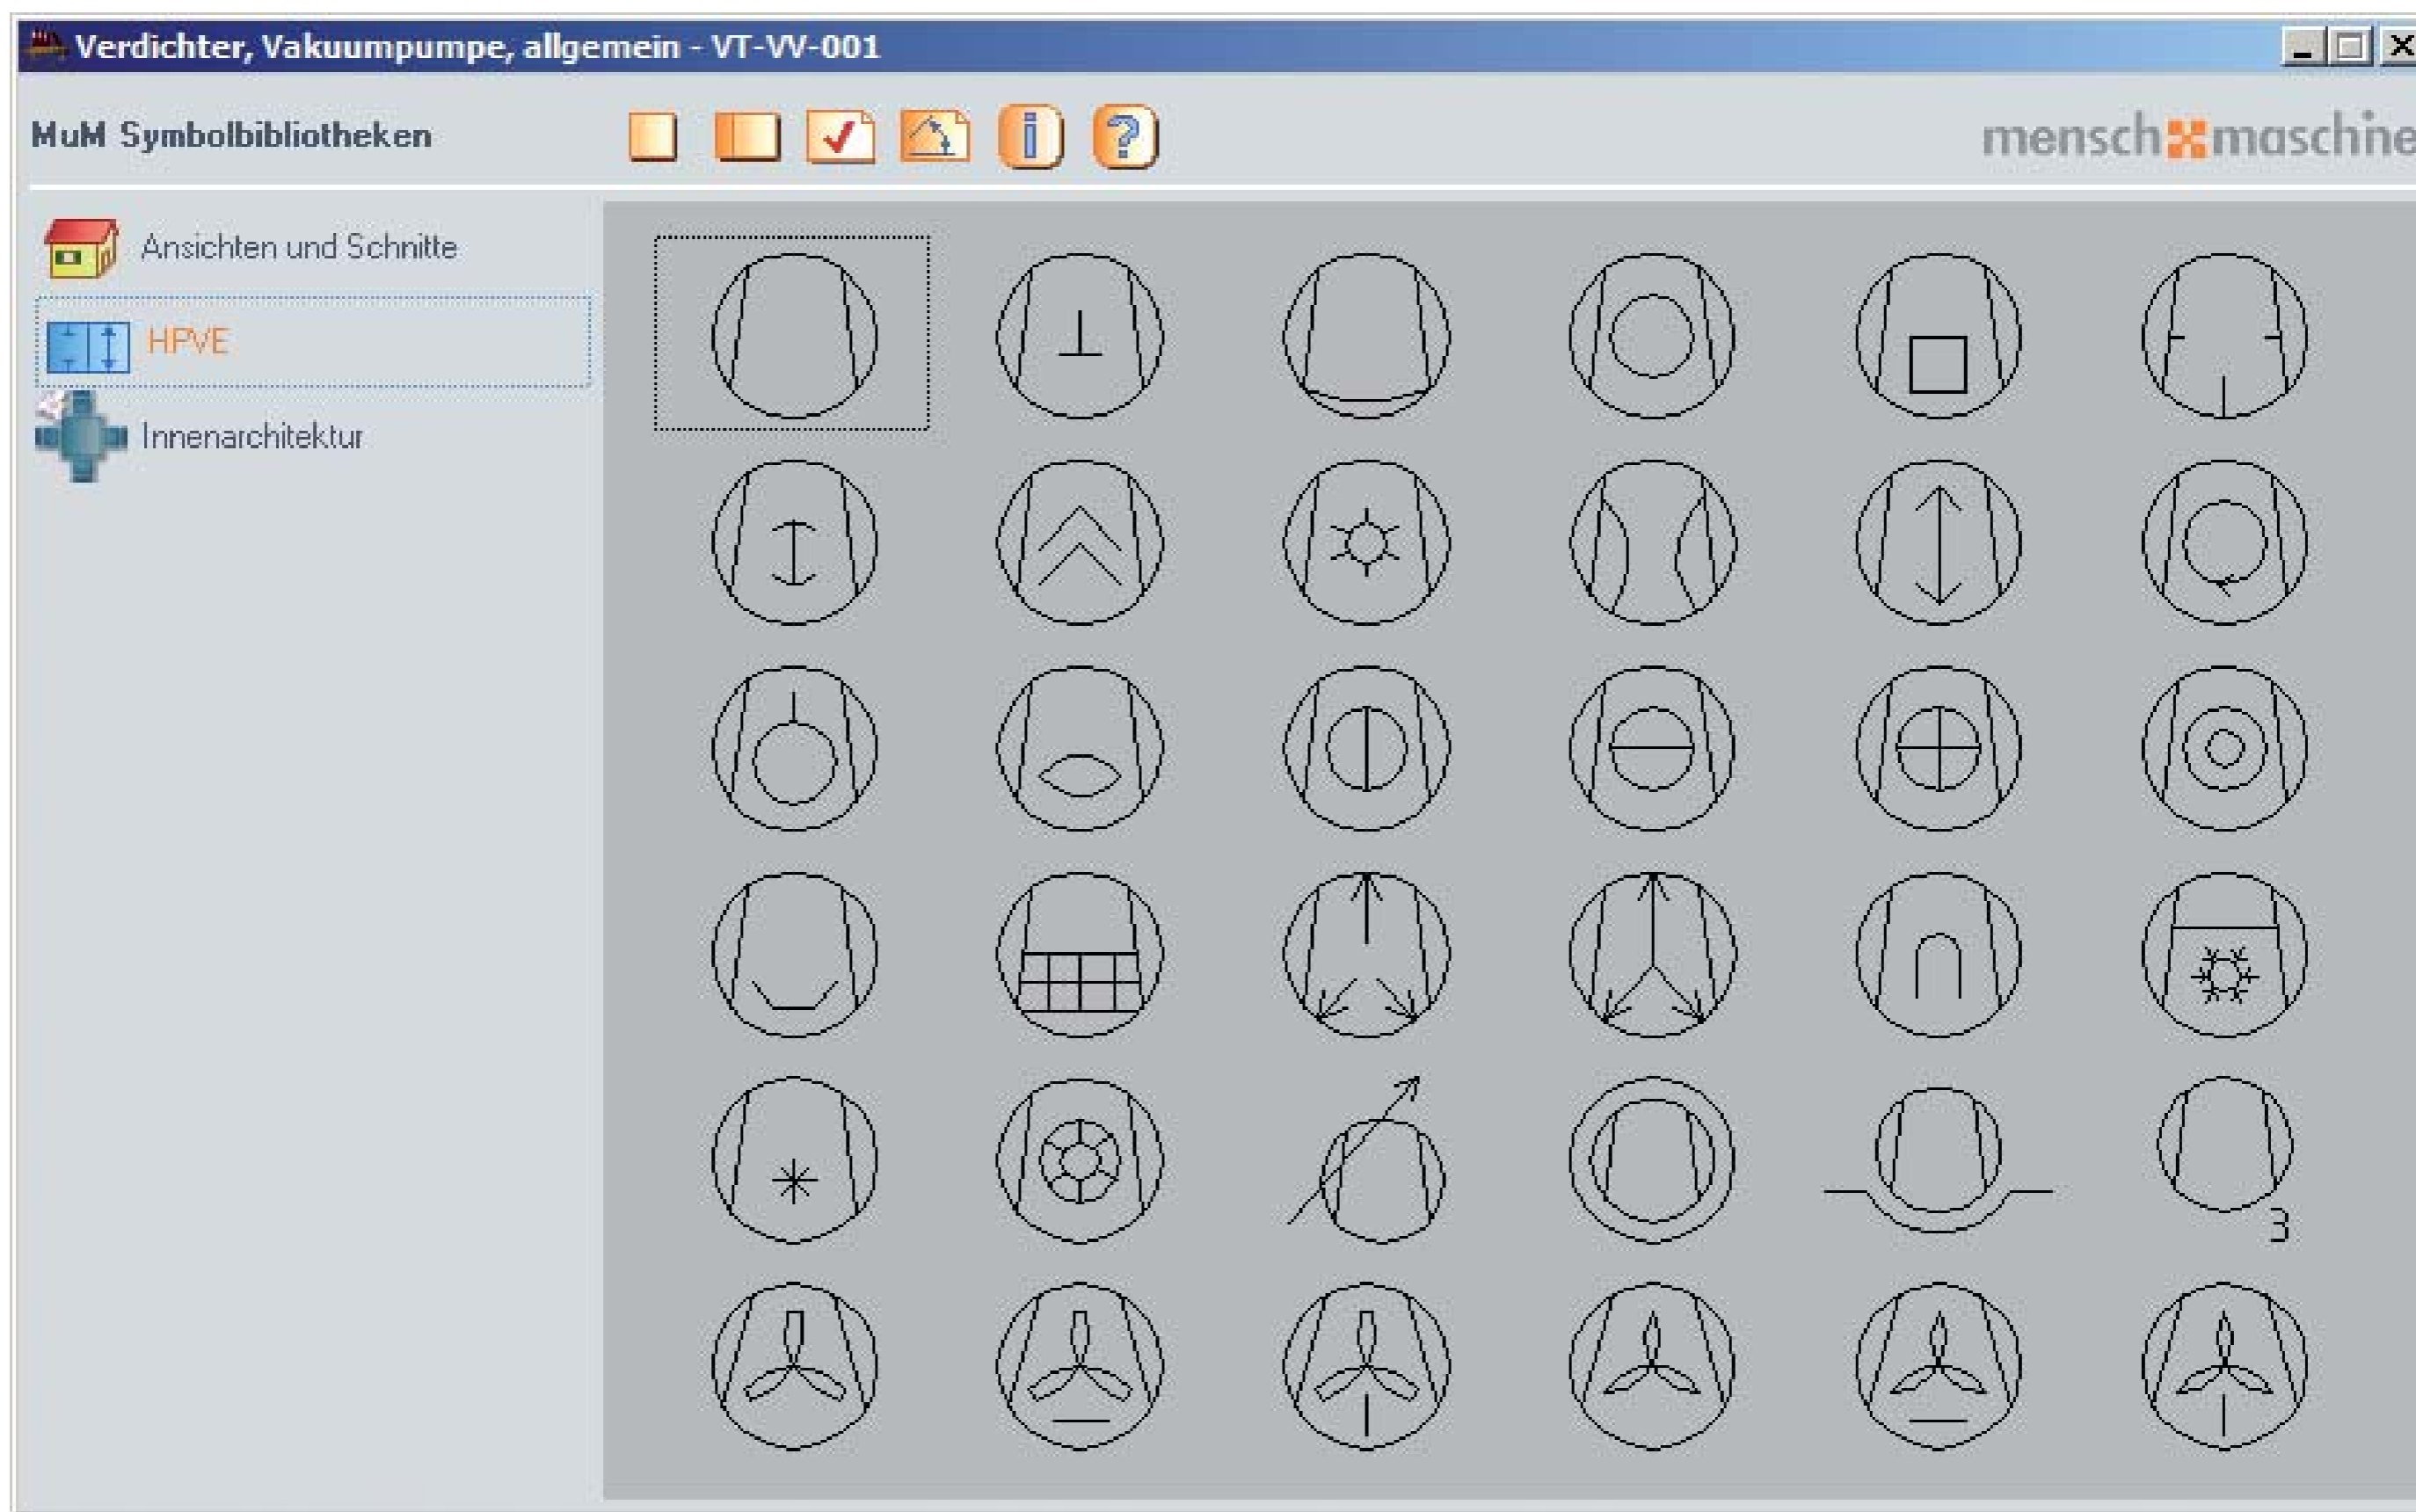 Verdichter, Vakuumpumpe, allgemein - VT-VV-001
MuM Symbolbibliotheken
i ?
mensch maschine
Ansichten und Schnitte
HPVE
Innenarchitektur
3